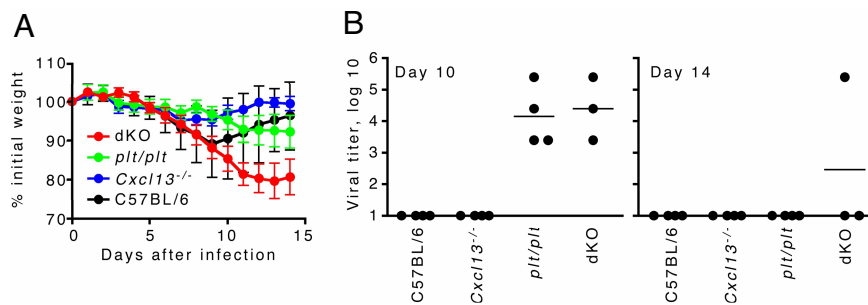 A
% initial weight
110
100
90
80
70
dKO
plt/plt
Cxcl13-/-
C57BL/6
0
5
10
15
Days after infection
B
Viral titer, log 10
6
5
4
3
2
1
Day 10
Day 14
C57BL/6
Cxcl13-/-
plt/plt
dKO
C57BL/6
Cxcl13-/-
plt/plt
dKO